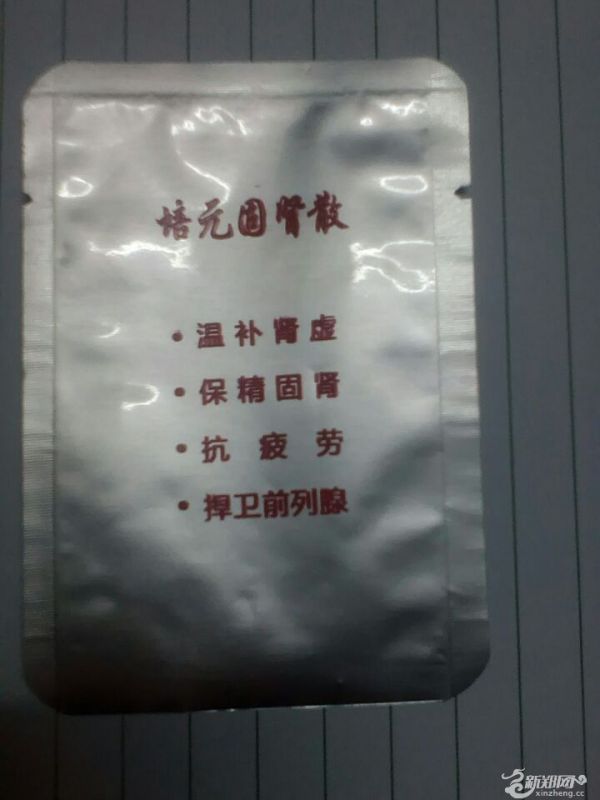 培元固肾散
• 温补肾虚
• 保精固肾
• 抗疲劳
• 捍卫前列腺
新郑网
xinzheng.cc